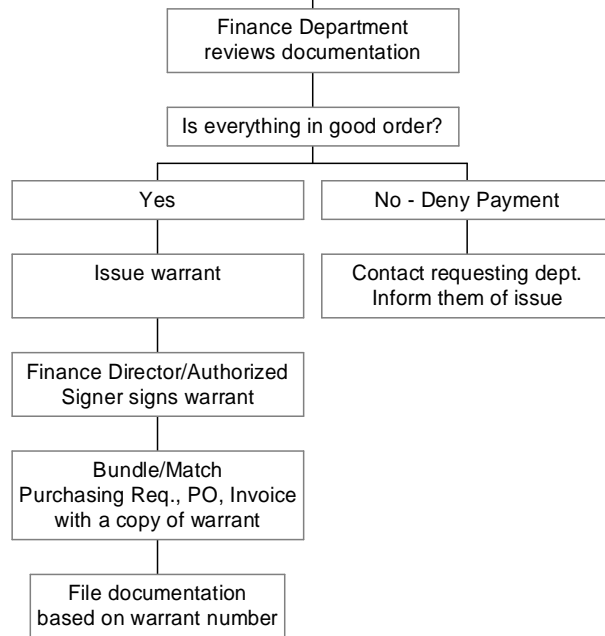 Finance Department
reviews documentation
Is everything in good order?
Yes
No - Deny Payment
Issue warrant
Contact requesting dept.
Inform them of issue
Finance Director/Authorized
Signer signs warrant
Bundle/Match
Purchasing Req., PO, Invoice
with a copy of warrant
File documentation
based on warrant number